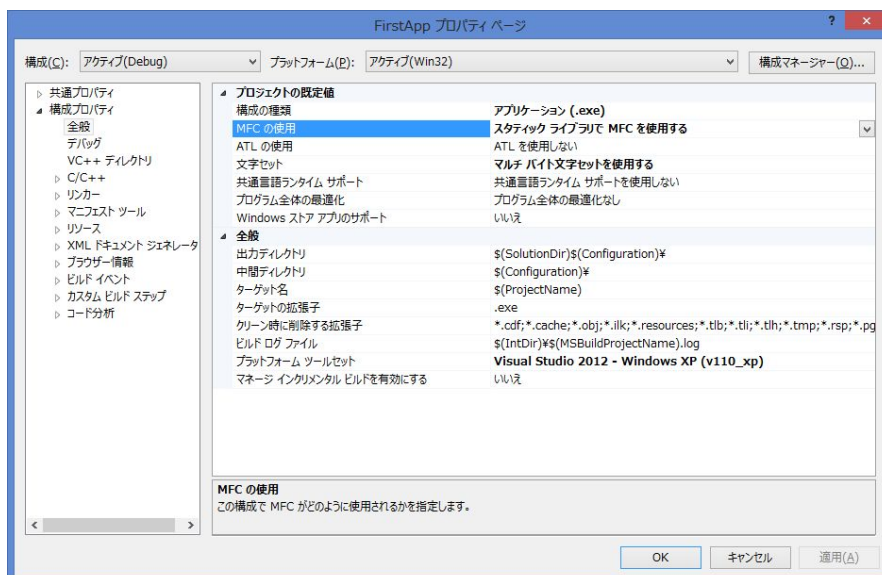 FirstApp プロパティ ページ
? ×
構成(C): アクティブ(Debug) プラットフォーム(P): アクティブ(Win32) 構成マネージャー(O)...
共通プロパティ
構成プロパティ
全般
デバッグ
VC++ ディレクトリ
C/C++
リンカー
マニフェスト ツール
リソース
XML ドキュメント ジェネレータ
ブラウザー情報
ビルド イベント
カスタム ビルド ステップ
コード分析
プロジェクトの既定値
構成の種類 アプリケーション (.exe)
MFC の使用 スタティック ライブラリで MFC を使用する
ATL の使用 ATL を使用しない
文字セット マルチ バイト文字セットを使用する
共通言語ランタイム サポート 共通言語ランタイム サポートを使用しない
プログラム全体の最適化 プログラム全体の最適化なし
Windows ストア アプリのサポート いいえ
全般
出力ディレクトリ $(SolutionDir)$(Configuration)¥
中間ディレクトリ $(Configuration)¥
ターゲット名 $(ProjectName)
ターゲットの拡張子 .exe
クリーン時に削除する拡張子 *.cdf;*.cache;*.obj;*.ilk;*.resources;*.tlb;*.tli;*.tlh;*.tmp;*.rsp;*.pg
ビルド ログ ファイル $(IntDir)¥$(MSBuildProjectName).log
プラットフォーム ツールセット Visual Studio 2012 - Windows XP (v110_xp)
マネージ インクリメンタル ビルドを有効にする いいえ
MFC の使用
この構成で MFC がどのように使用されるかを指定します。
OK キャンセル 適用(A)